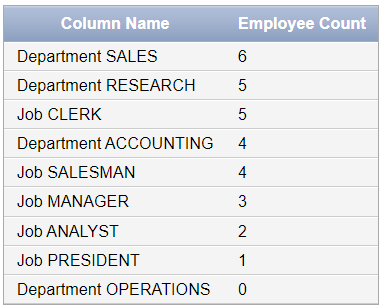 Column Name Employee Count
Department SALES 6
Department RESEARCH 5
Job CLERK 5
Department ACCOUNTING 4
Job SALESMAN 4
Job MANAGER 3
Job ANALYST 2
Job PRESIDENT 1
Department OPERATIONS 0